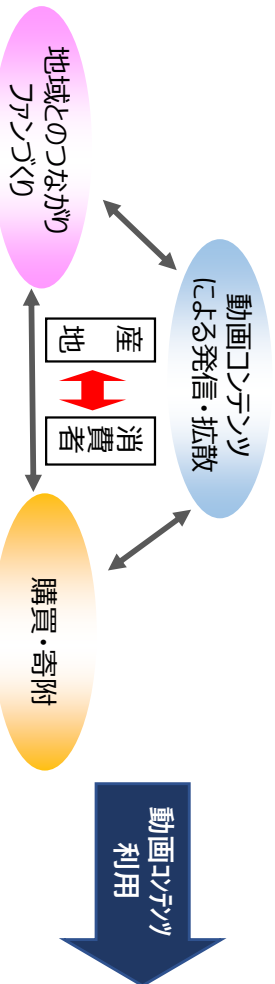 動画コンテンツ
による発信・拡散
地域とのつながり
ファンづくり
産
地
消
費
者
購買・寄附
動画コンテンツ
利用